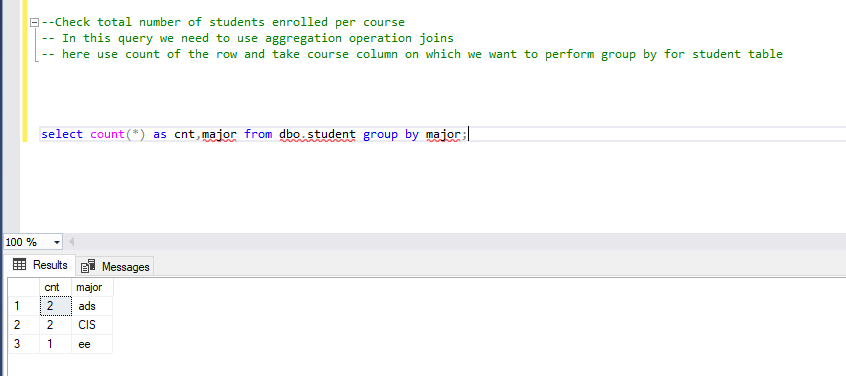 --Check total number of students enrolled per course
-- In this query we need to use aggregation operation joins
-- here use count of the row and take course column on which we want to perform group by for student table
select count(*) as cnt,major from dbo.student group by major;
100 %
Results Messages
cnt major
1 2 ads
2 2 CIS
3 1 ee